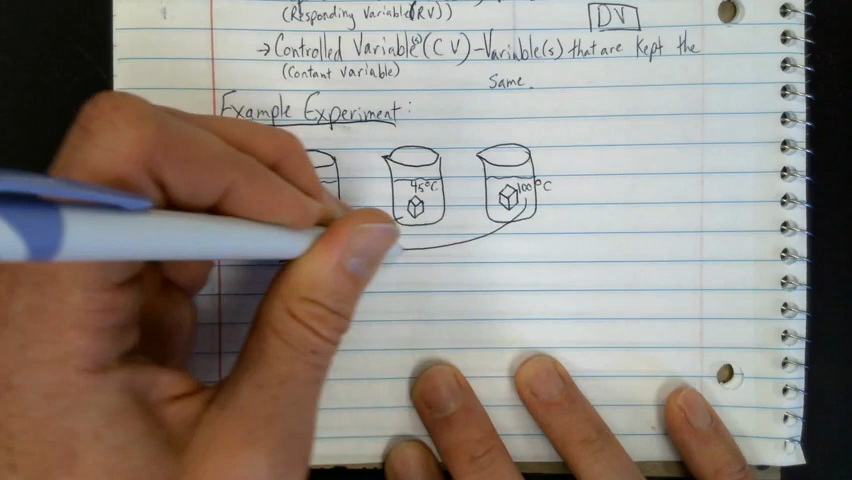 (Responding Variable (RV))
DV
→ Controlled Variable(s) (CV) - Variable(s) that are kept the
(Contant Variable)
Same.
Example Experiment:
45°C
100°C